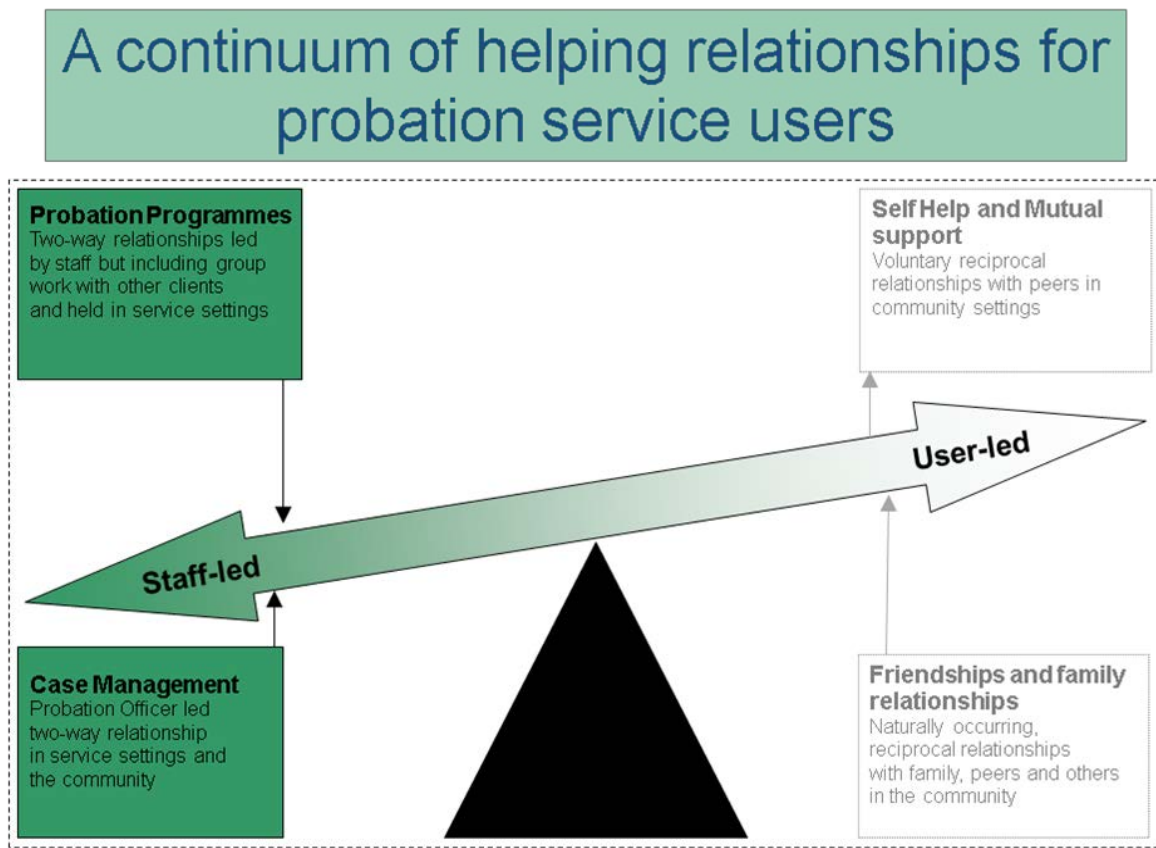 A continuum of helping relationships for
probation service users
Probation Programmes
Two-way relationships led
by staff but including group
work with other clients
and held in service settings
Self Help and Mutual
support
Voluntary reciprocal
relationships with peers in
community settings
User-led
Staff-led
Case Management
Probation Officer led
two-way relationship
in service settings and
the community
Friendships and family
relationships
Naturally occurring,
reciprocal relationships
with family, peers and others
in the community